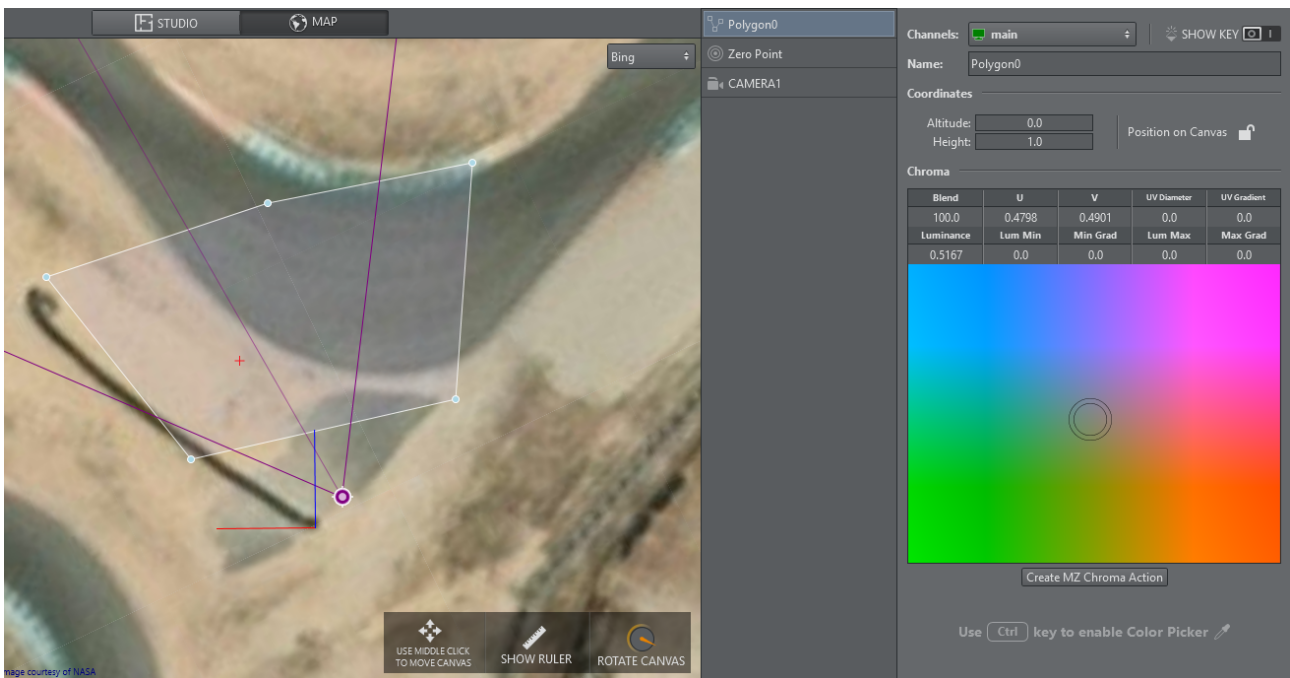 STUDIO
MAP
Bing
USE MIDDLE CLICK
TO MOVE CANVAS
SHOW RULER
ROTATE CANVAS
mage courtesy of NASA
Polygon0
Zero Point
CAMERA1
Channels: main SHOW KEY
Name: Polygon0
Coordinates
Altitude: 0.0
Height: 1.0
Position on Canvas
Chroma
Blend U V UV Diameter UV Gradient
100.0 0.4798 0.4901 0.0 0.0
Luminance Lum Min Min Grad Lum Max Max Grad
0.5167 0.0 0.0 0.0 0.0
Create MZ Chroma Action
Use Ctrl key to enable Color Picker